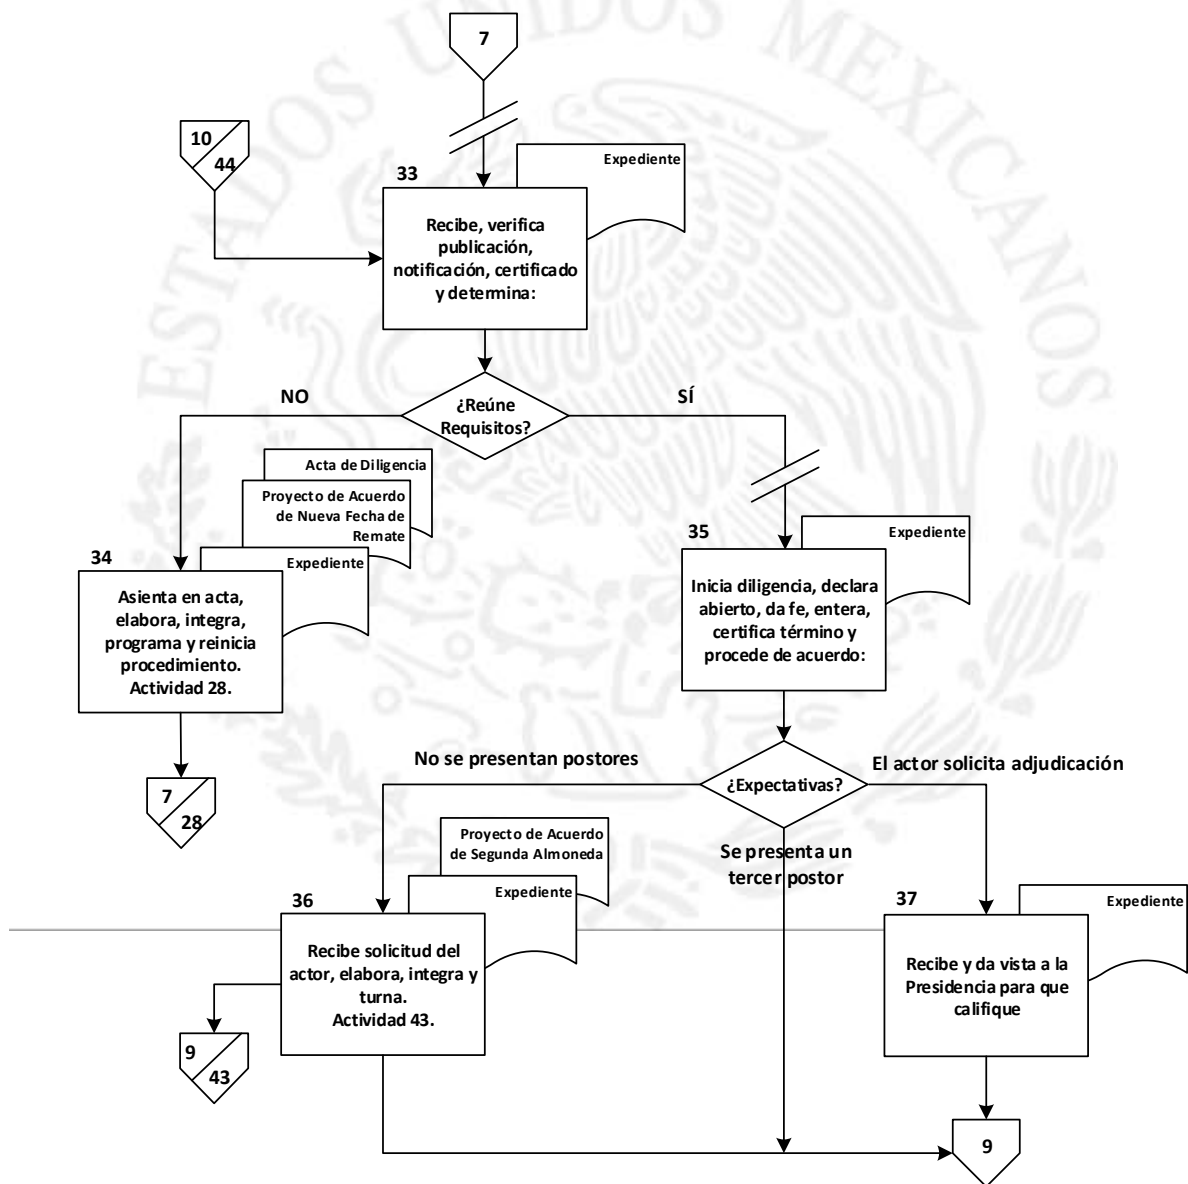 ESTADOS UNIDOS MEXICANOS
7
10
44
33
Expediente
Recibe, verifica
publicación,
notificación, certificado
y determina:
NO
¿Reúne
Requisitos?
SÍ
Acta de Diligencia
Proyecto de Acuerdo
de Nueva Fecha de
Remate
Expediente
34
Asienta en acta,
elabora, integra,
programa y reinicia
procedimiento.
Actividad 28.
7
28
35
Expediente
Inicia diligencia, declara
abierto, da fe, entera,
certifica término y
procede de acuerdo:
No se presentan postores
¿Expectativas?
El actor solicita adjudicación
Se presenta un
tercer postor
Proyecto de Acuerdo
de Segunda Almoneda
Expediente
36
Recibe solicitud del
actor, elabora, integra y
turna.
Actividad 43.
9
43
37
Expediente
Recibe y da vista a la
Presidencia para que
califique
9